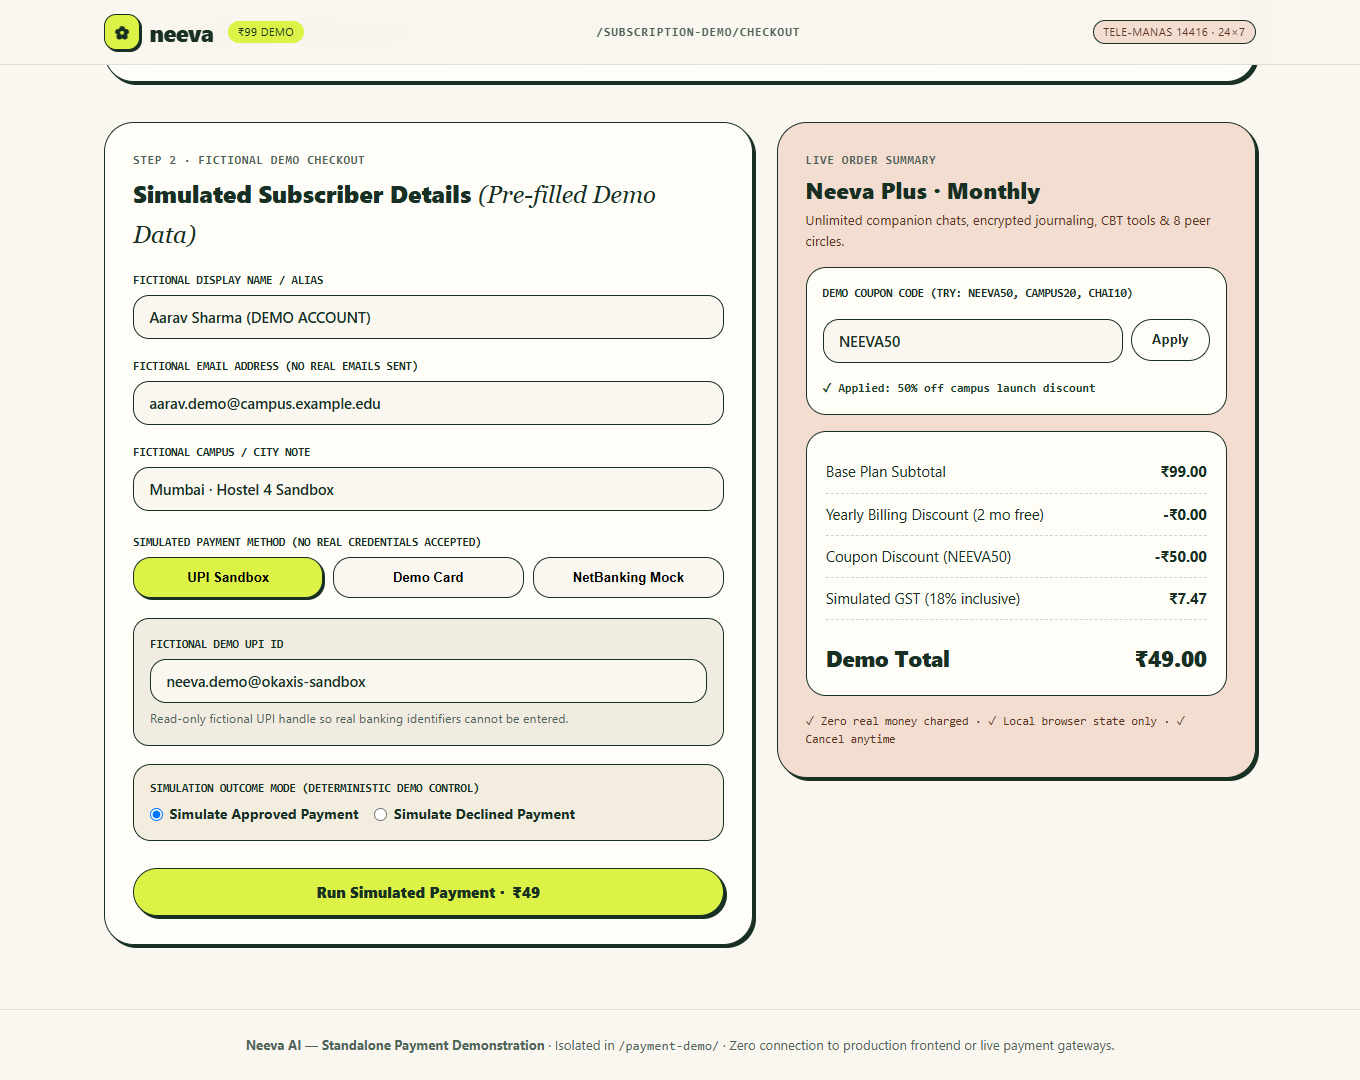 neeva
₹99 DEMO
/SUBSCRIPTION-DEMO/CHECKOUT
TELE-MANAS 14416 · 24×7
STEP 2 · FICTIONAL DEMO CHECKOUT
Simulated Subscriber Details (Pre-filled Demo
Data)
FICTIONAL DISPLAY NAME / ALIAS
Aarav Sharma (DEMO ACCOUNT)
FICTIONAL EMAIL ADDRESS (NO REAL EMAILS SENT)
aarav.demo@campus.example.edu
FICTIONAL CAMPUS / CITY NOTE
Mumbai · Hostel 4 Sandbox
SIMULATED PAYMENT METHOD (NO REAL CREDENTIALS ACCEPTED)
UPI Sandbox
Demo Card
NetBanking Mock
FICTIONAL DEMO UPI ID
neeva.demo@okaxis-sandbox
Read-only fictional UPI handle so real banking identifiers cannot be entered.
SIMULATION OUTCOME MODE (DETERMINISTIC DEMO CONTROL)
Simulate Approved Payment
Simulate Declined Payment
Run Simulated Payment · ₹49
LIVE ORDER SUMMARY
Neeva Plus · Monthly
Unlimited companion chats, encrypted journaling, CBT tools & 8 peer
circles.
DEMO COUPON CODE (TRY: NEEVA50, CAMPUS20, CHAI10)
NEEVA50
Apply
✓ Applied: 50% off campus launch discount
Base Plan Subtotal ₹99.00
Yearly Billing Discount (2 mo free) -₹0.00
Coupon Discount (NEEVA50) -₹50.00
Simulated GST (18% inclusive) ₹7.47
Demo Total ₹49.00
✓ Zero real money charged · ✓ Local browser state only · ✓
Cancel anytime
Neeva AI — Standalone Payment Demonstration · Isolated in /payment-demo/ · Zero connection to production frontend or live payment gateways.